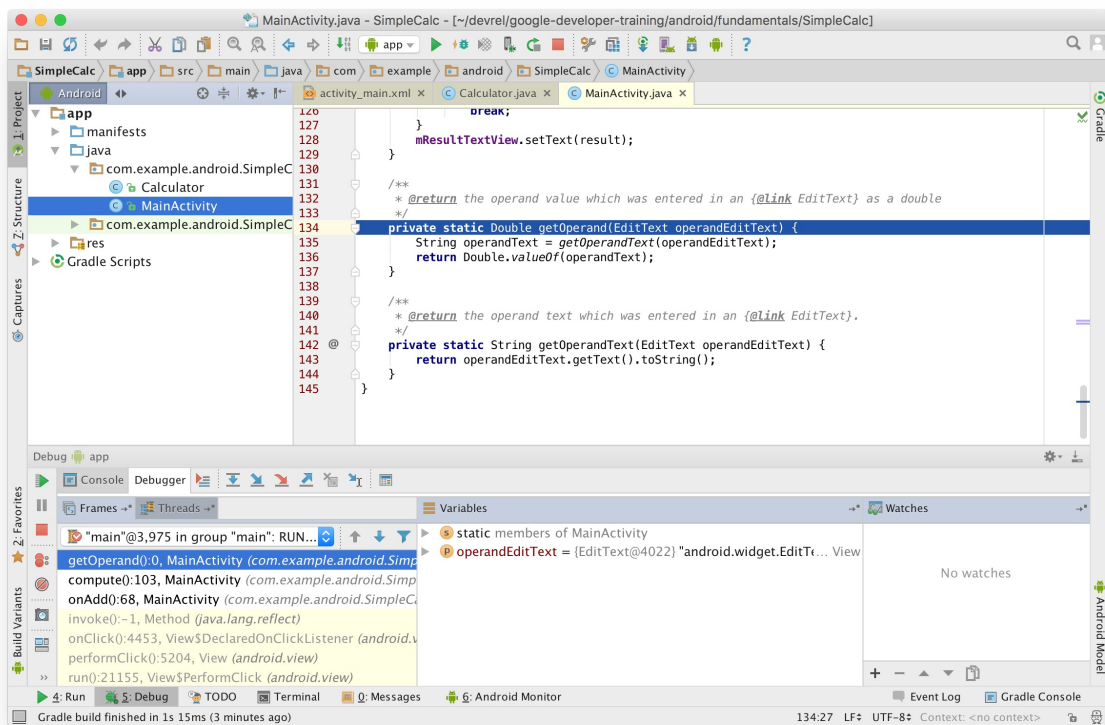 MainActivity.java - SimpleCalc - [~/devrel/google-developer-training/android/fundamentals/SimpleCalc]
app
SimpleCalc app src main java com example android SimpleCalc MainActivity
Android
activity_main.xml Calculator.java MainActivity.java
1: Project
Z: Structure
Captures
2: Favorites
Build Variants
Gradle
Android Model
app
manifests
java
com.example.android.SimpleC
Calculator
MainActivity
com.example.android.SimpleC
res
Gradle Scripts
126 break;
127 }
128 mResultTextView.setText(result);
129 }
130
131 /**
132 * @return the operand value which was entered in an {@link EditText} as a double
133 */
134 private static Double getOperand(EditText operandEditText) {
135 String operandText = getOperandText(operandEditText);
136 return Double.valueOf(operandText);
137 }
138
139 /**
140 * @return the operand text which was entered in an {@link EditText}.
141 */
142 @ private static String getOperandText(EditText operandEditText) {
143 return operandEditText.getText().toString();
144 }
145 }
Debug app
Console Debugger
Frames Threads
"main"@3,975 in group "main": RUN...
getOperand():0, MainActivity (com.example.android.Simp
compute():103, MainActivity (com.example.android.Simp
onAdd():68, MainActivity (com.example.android.SimpleCa
invoke():-1, Method (java.lang.reflect)
onClick():4453, View$DeclaredOnClickListener (android.v
performClick():5204, View (android.view)
run():21155, View$PerformClick (android.view)
Variables
static members of MainActivity
operandEditText = {EditText@4022} "android.widget.EditTe... View
Watches
No watches
4: Run 5: Debug TODO Terminal 0: Messages 6: Android Monitor Event Log Gradle Console
Gradle build finished in 1s 15ms (3 minutes ago) 134:27 LF UTF-8 Context: <no context>